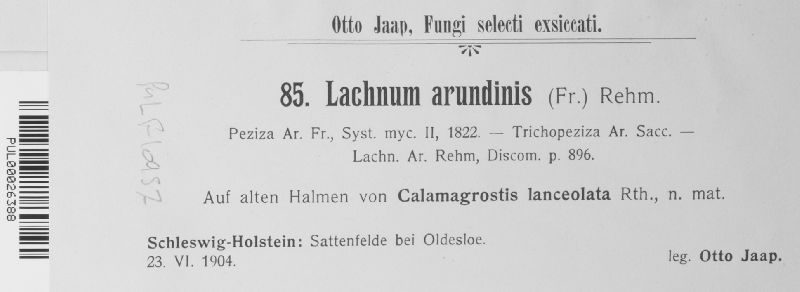 Otto Jaap, Fungi selecti exsiccati.
85. Lachnum arundinis (Fr.) Rehm.
Peziza Ar. Fr., Syst. myc. II, 1822. — Trichopeziza Ar. Sacc. —
Lachn. Ar. Rehm, Discom. p. 896.
Auf alten Halmen von Calamagrostis lanceolata Rth., n. mat.
Schleswig-Holstein: Sattenfelde bei Oldesloe.
23. VI. 1904.
leg. Otto Jaap.
PUL00026388